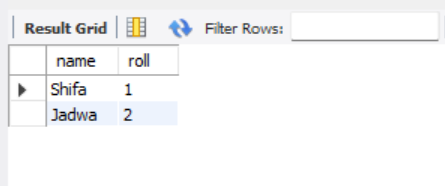 Result Grid Filter Rows:
name roll
Shifa 1
Jadwa 2